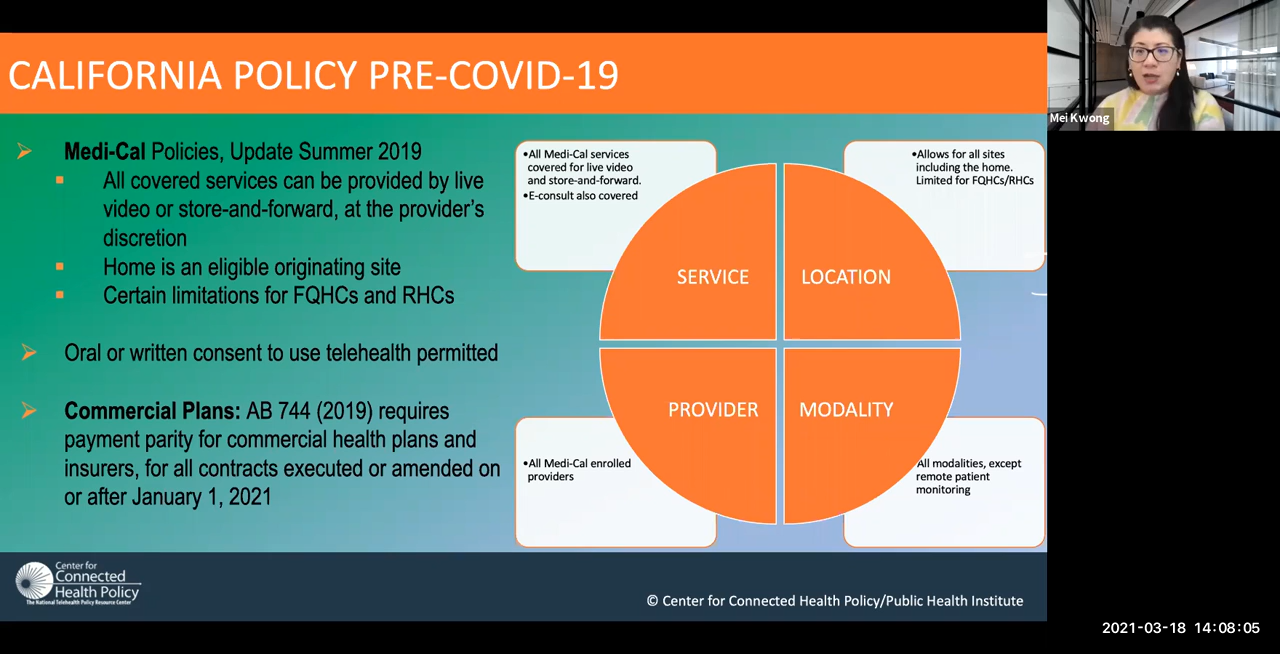 CALIFORNIA POLICY PRE-COVID-19
Medi-Cal Policies, Update Summer 2019
All covered services can be provided by live
video or store-and-forward, at the provider's
discretion
Home is an eligible originating site
Certain limitations for FQHCs and RHCs
Oral or written consent to use telehealth permitted
Commercial Plans: AB 744 (2019) requires
payment parity for commercial health plans and
insurers, for all contracts executed or amended on
or after January 1, 2021
•All Medi-Cal services
covered for live video
and store-and-forward.
•E-consult also covered
•Allows for all sites
including the home.
Limited for FQHCs/RHCs
SERVICE
LOCATION
PROVIDER
MODALITY
•All Medi-Cal enrolled
providers
All modalities, except
remote patient
monitoring
Center for
Connected
Health Policy
The National Telehealth Policy Resource Center
© Center for Connected Health Policy/Public Health Institute
Mei Kwong
2021-03-18 14:08:05